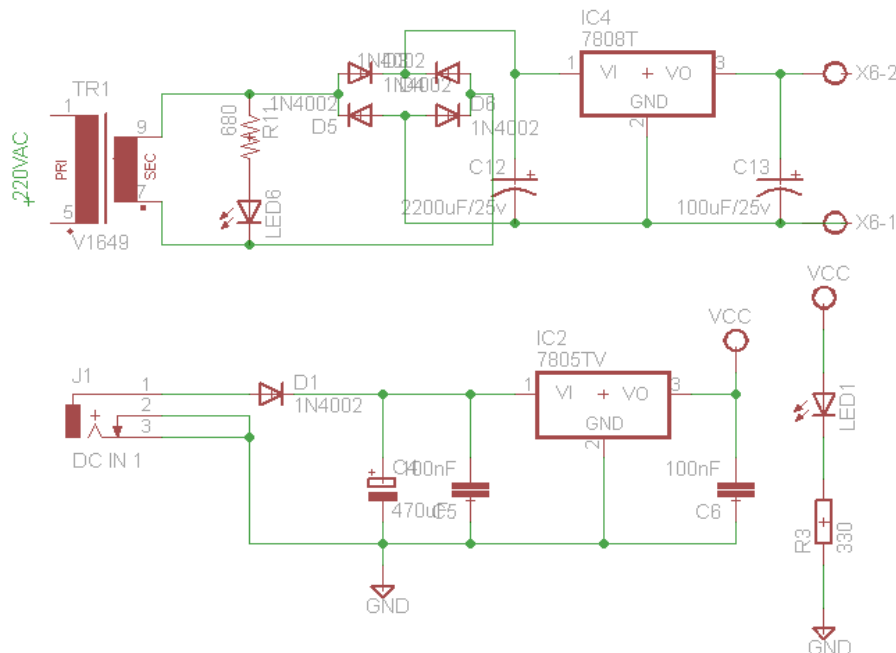 IC4
7808T
1N4002
D3
1 VI + VO 3
X6-2
TR1
1N4002
D4
1N4002
GND
1
680
R11
D5
D6
1N4002
2
9
220VAC
PRI
SEC
C12
C13
7
5
LED6
2200uF/25v
100uF/25v
X6-1
V1649
VCC
VCC
IC2
7805TV
J1
D1
1 VI + VO 3
1
1N4002
LED1
2
GND
3
2
DC IN 1
C4
100nF
100nF
470uF
C5
C6
R3
330
GND
GND